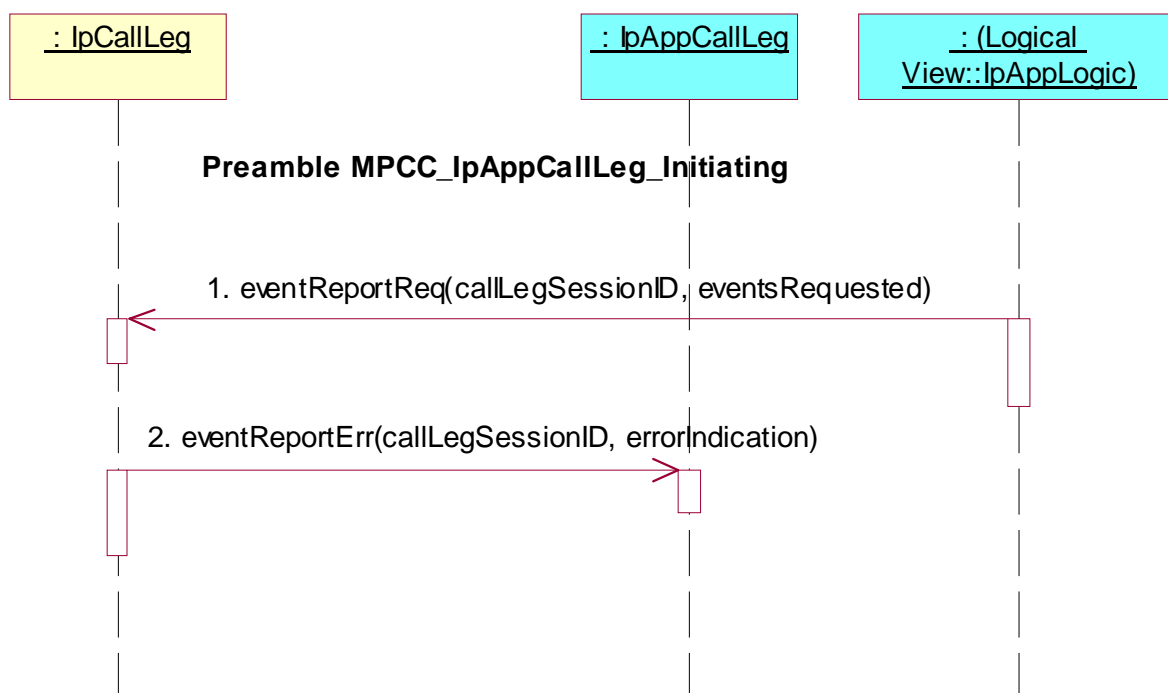 : IpCallLeg
: IpAppCallLeg
: (Logical
View::IpAppLogic)
Preamble MPCC_IpAppCallLeg_Initiating
1. eventReportReq(callLegSessionID, eventsRequested)
2. eventReportErr(callLegSessionID, errorIndication)